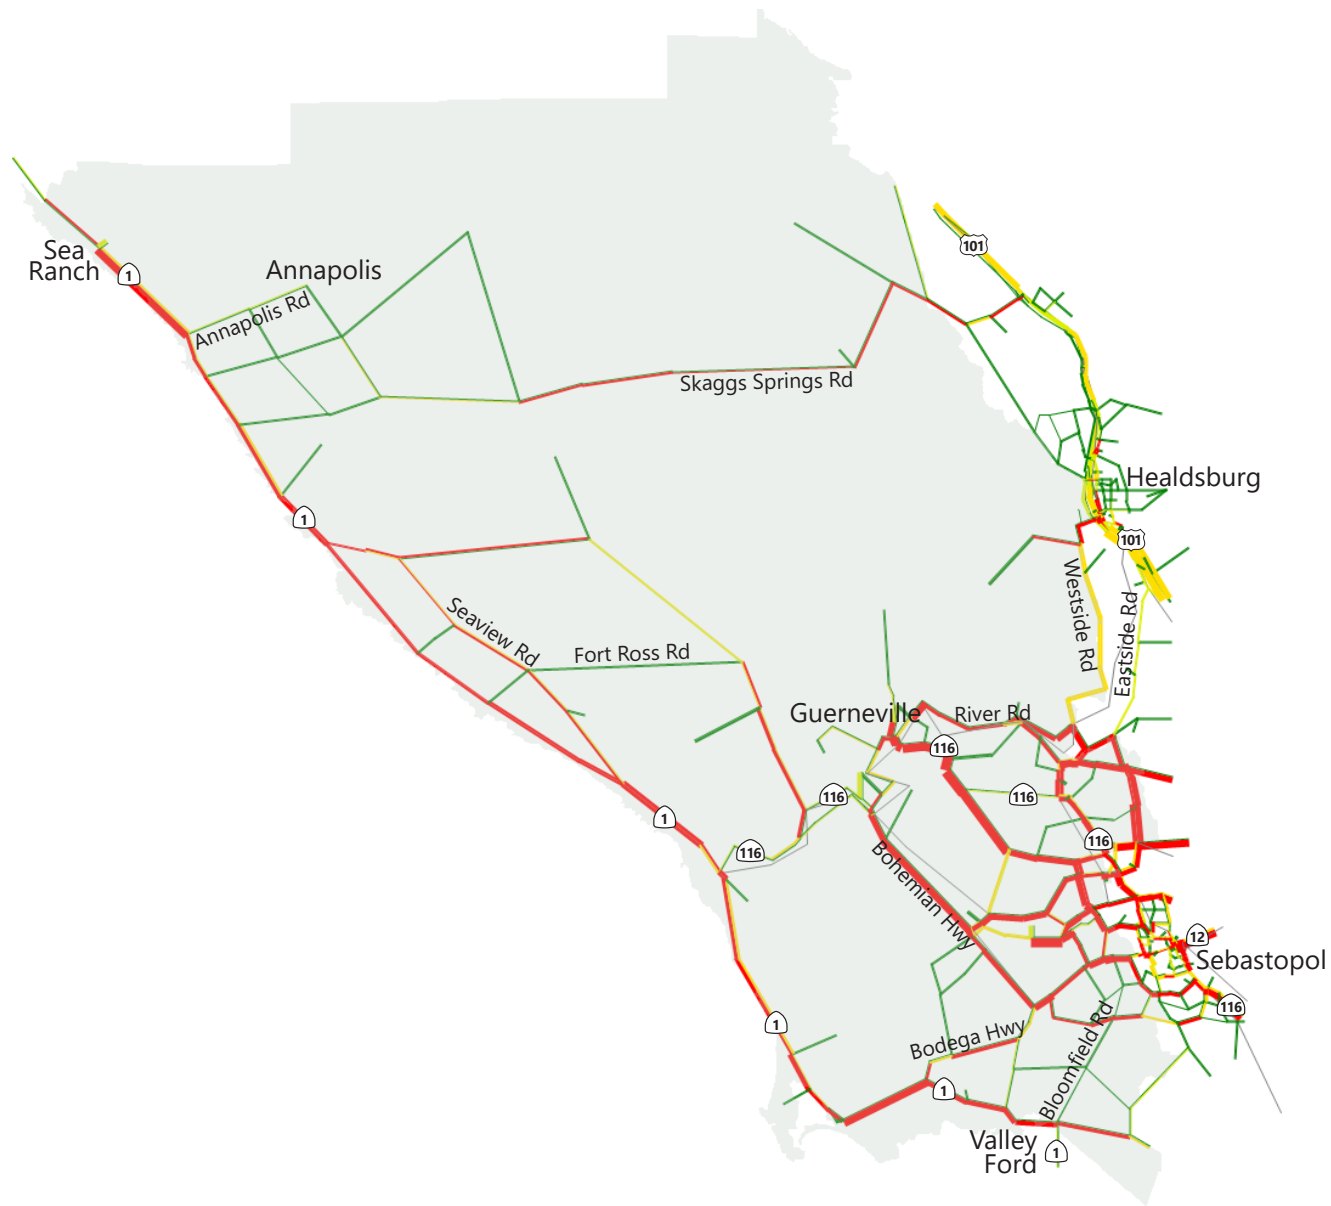 101
Sea
Ranch
1
Annapolis
Annapolis Rd
Skaggs Springs Rd
Healdsburg
1
101
Westside Rd
Eastside Rd
Seaview Rd
Fort Ross Rd
Guerneville
River Rd
116
116
116
1
116
116
Bohemian Hwy
12
Sebastopol
116
1
Bodega Hwy
Bloomfield Rd
1
Valley
Ford
1